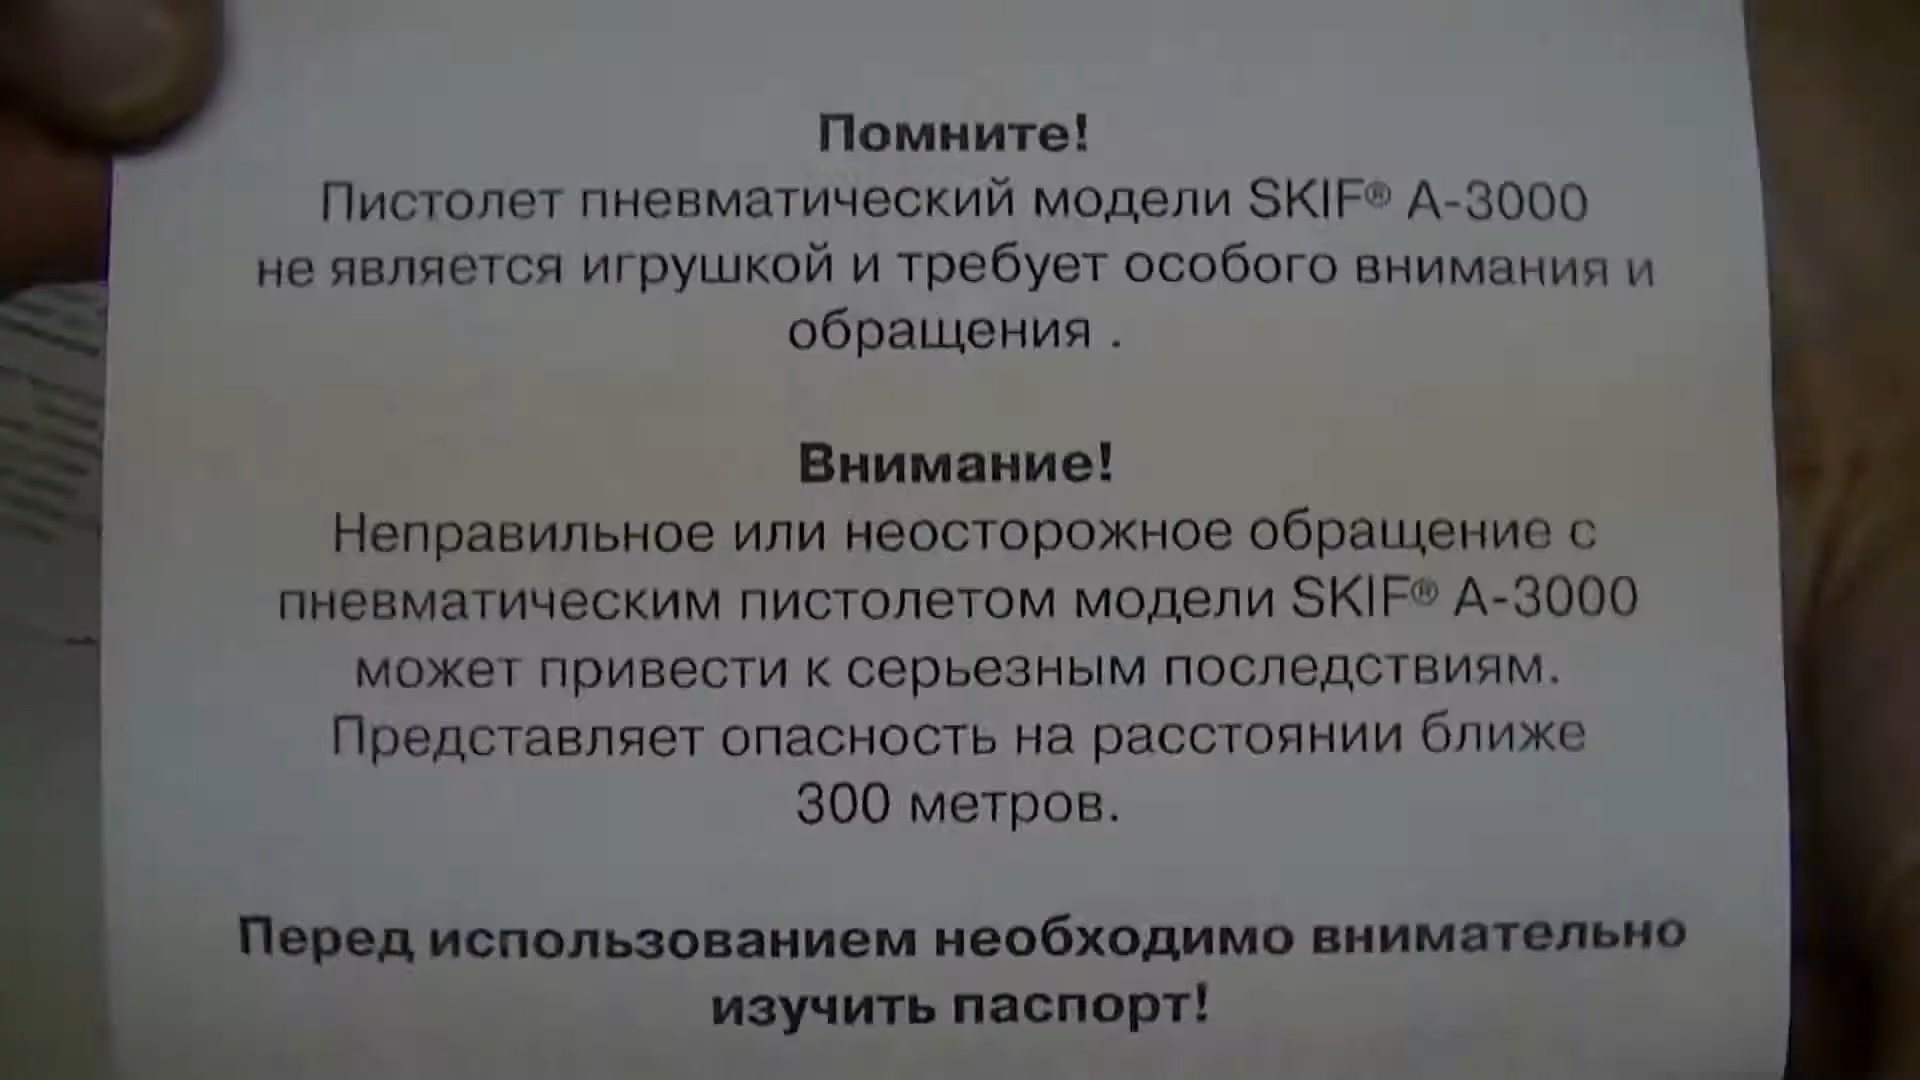 Помните!
Пистолет пневматический модели SKIF® A-3000
не является игрушкой и требует особого внимания и
обращения .
Внимание!
Неправильное или неосторожное обращение с
пневматическим пистолетом модели SKIF® A-3000
может привести к серьезным последствиям.
Представляет опасность на расстоянии ближе
300 метров.
Перед использованием необходимо внимательно
изучить паспорт!